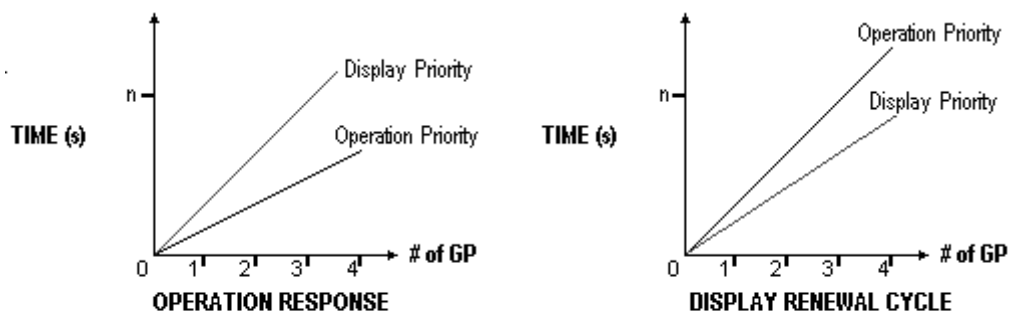 Display Priority
n
TIME (s)
Operation Priority
# of GP
0 1 2 3 4
OPERATION RESPONSE
Operation Priority
n
Display Priority
TIME (s)
# of GP
0 1 2 3 4
DISPLAY RENEWAL CYCLE